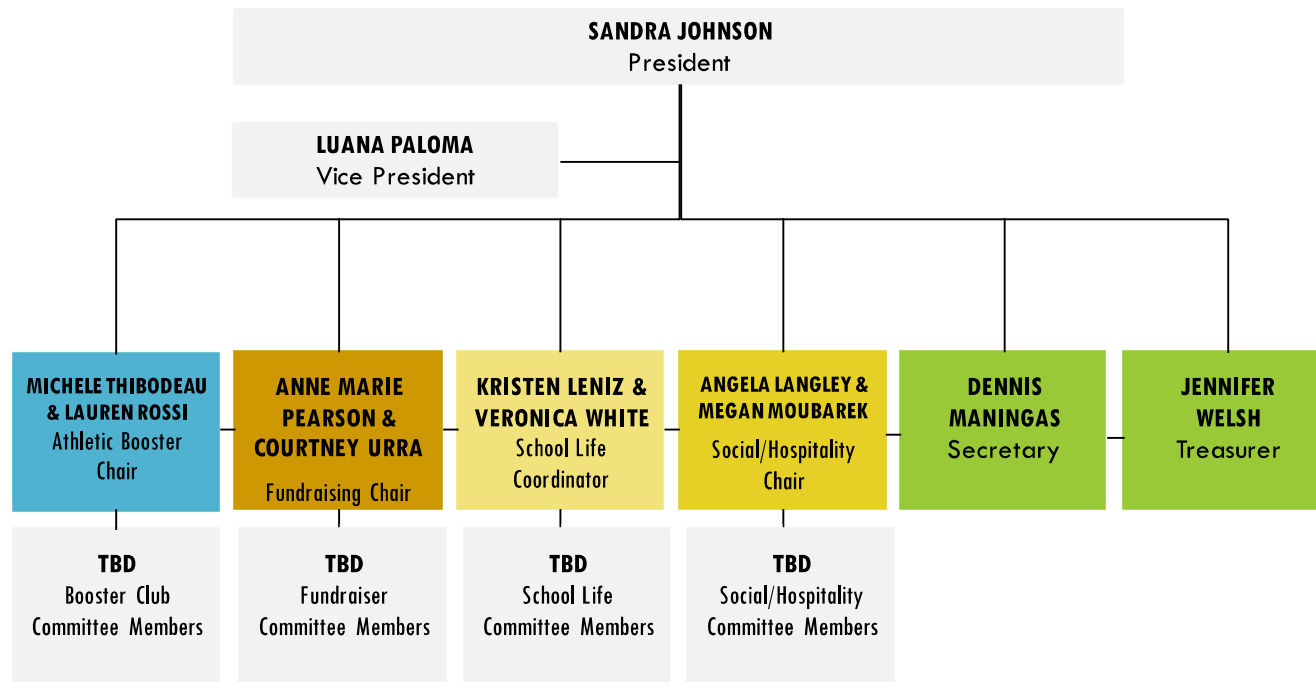 SANDRA JOHNSON
President
LUANA PALOMA
Vice President
MICHELE THIBODEAU
& LAUREN ROSSI
Athletic Booster
Chair
ANNE MARIE
PEARSON &
COURTNEY URRA
Fundraising Chair
KRISTEN LENIZ &
VERONICA WHITE
School Life
Coordinator
ANGELA LANGLEY &
MEGAN MOUBAREK
Social/Hospitality
Chair
DENNIS
MANINGAS
Secretary
JENNIFER
WELSH
Treasurer
TBD
Booster Club
Committee Members
TBD
Fundraiser
Committee Members
TBD
School Life
Committee Members
TBD
Social/Hospitality
Committee Members